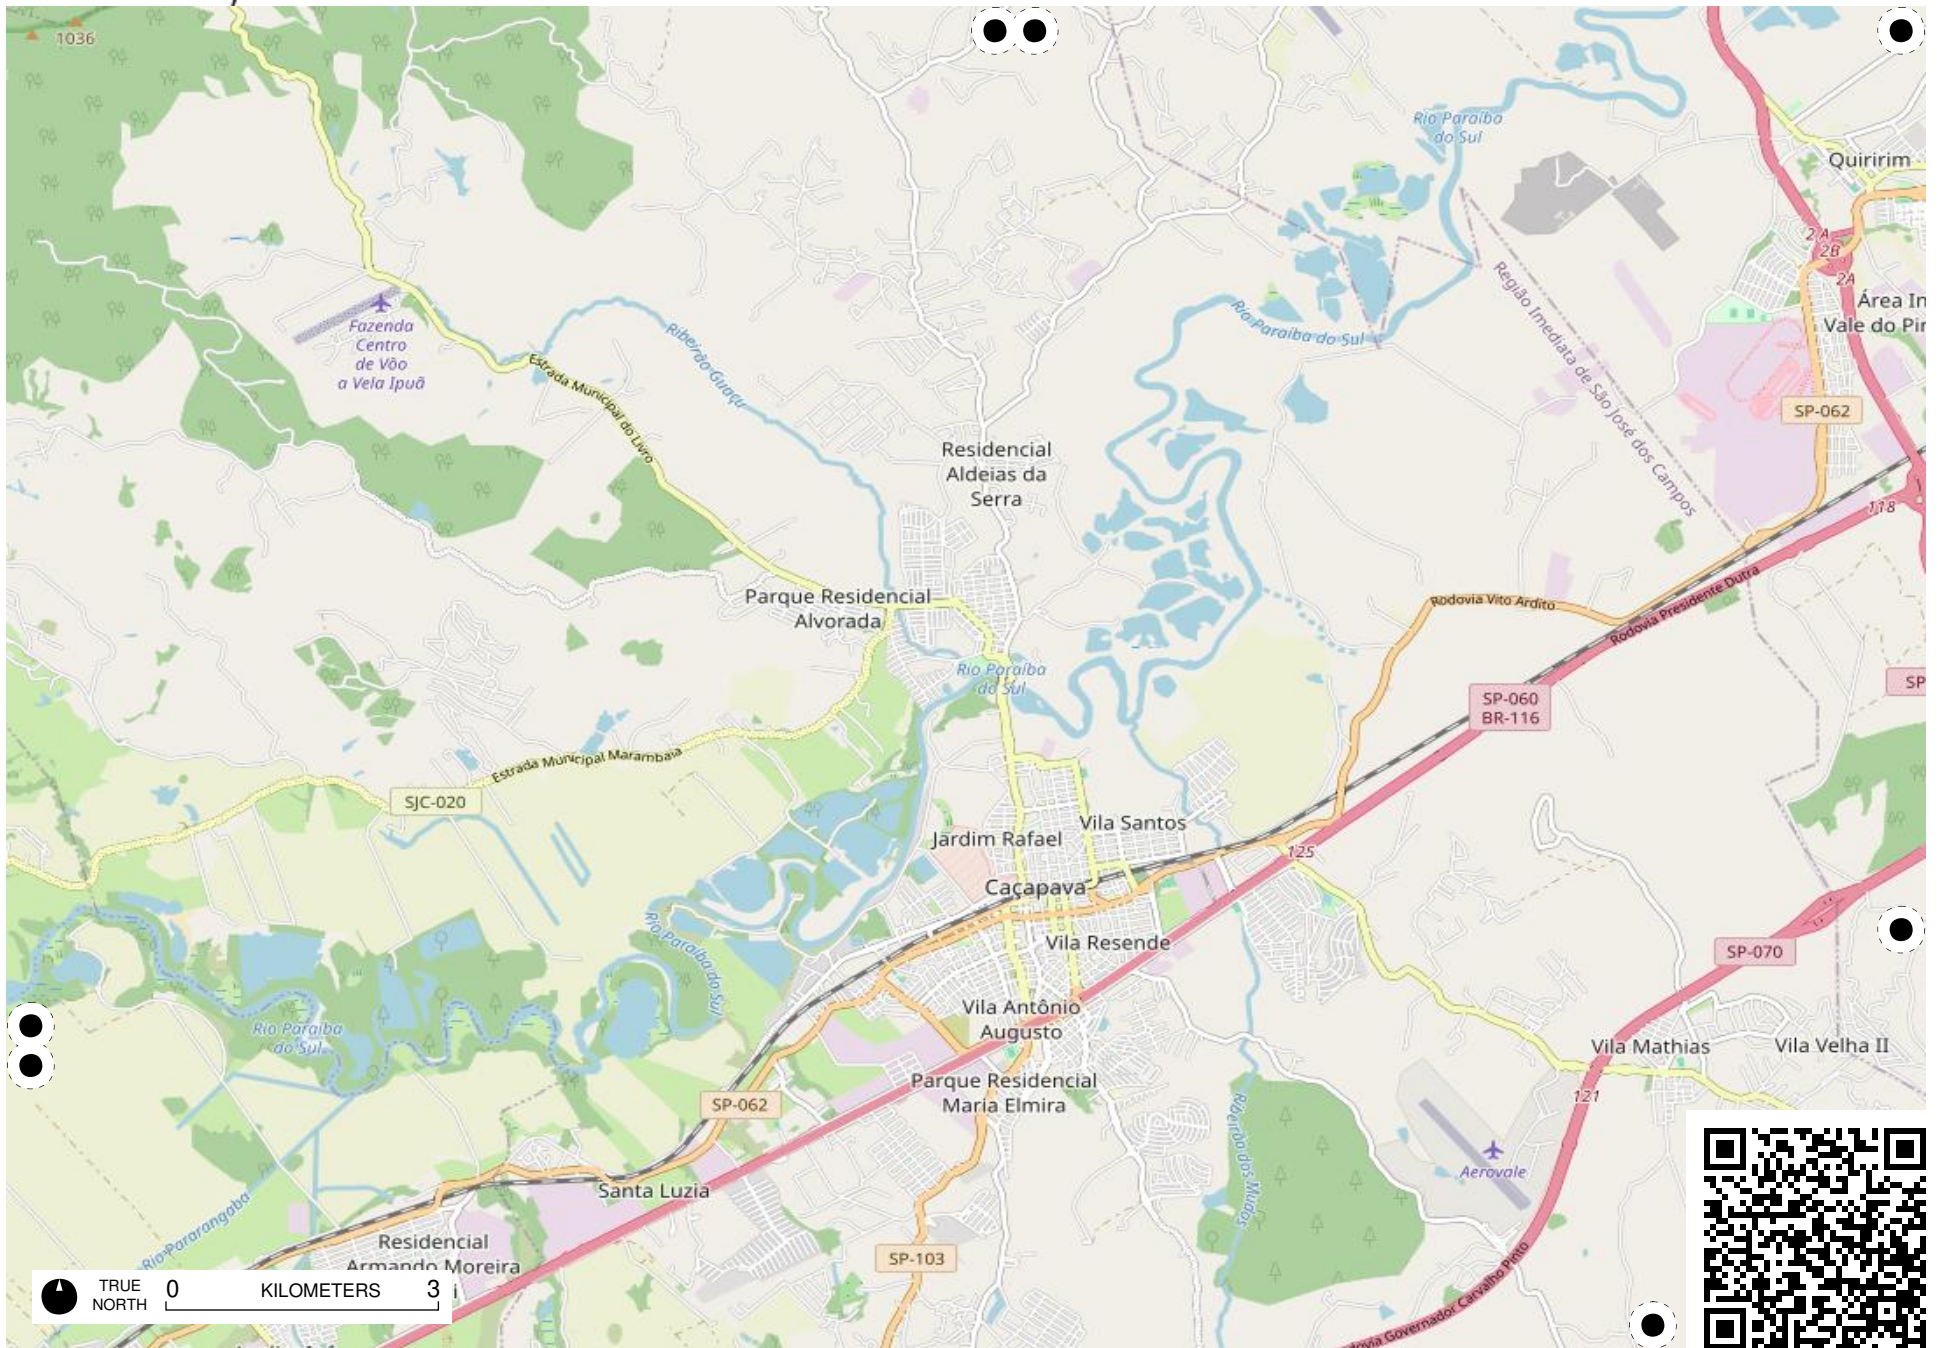 1036
Rio Paraíba
do Sul
Quiririm
2 A
2B
2A
Região Imediata de São José dos Campos
Área In
Vale do Pin
Fazenda
Centro
de Vôo
a Vela Ipuã
Ribeirão Guaçu
Rio Paraíba do Sul
Estrada Municipal do Livro
SP-062
Residencial
Aldeias da
Serra
118
Parque Residencial
Alvorada
Rodovia Vito Ardito
Rodovia Presidente Dutra
Rio Paraíba
do Sul
SP
SP-060
BR-116
Estrada Municipal Marambaia
SJC-020
Vila Santos
Jardim Rafael
125
Caçapava
Rio Paraíba do Sul
Vila Resende
SP-070
Vila Antônio
Augusto
Rio Paraíba
do Sul
Vila Mathias
Vila Velha II
Parque Residencial
Maria Elmira
SP-062
121
Ribeirão dos Mudos
Aerovale
Santa Luzia
Rio Pararangaba
Residencial
Armando Moreira
SP-103
TRUE
NORTH
0 KILOMETERS 3
Rodovia Governador Carvalho Pinto